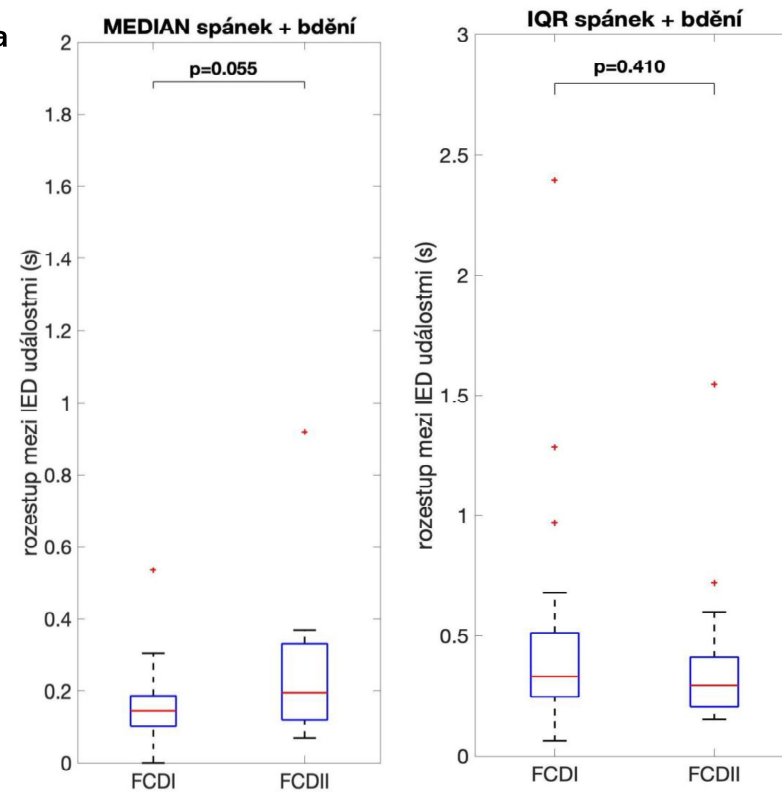 a
MEDIAN spánek + bdění
p=0.055
rozestup mezi IED událostmi (s)
2
1.8
1.6
1.4
1.2
1
0.8
0.6
0.4
0.2
0
FCDI FCDII
IQR spánek + bdění
p=0.410
rozestup mezi IED událostmi (s)
3
2.5
2
1.5
1
0.5
0
FCDI FCDII